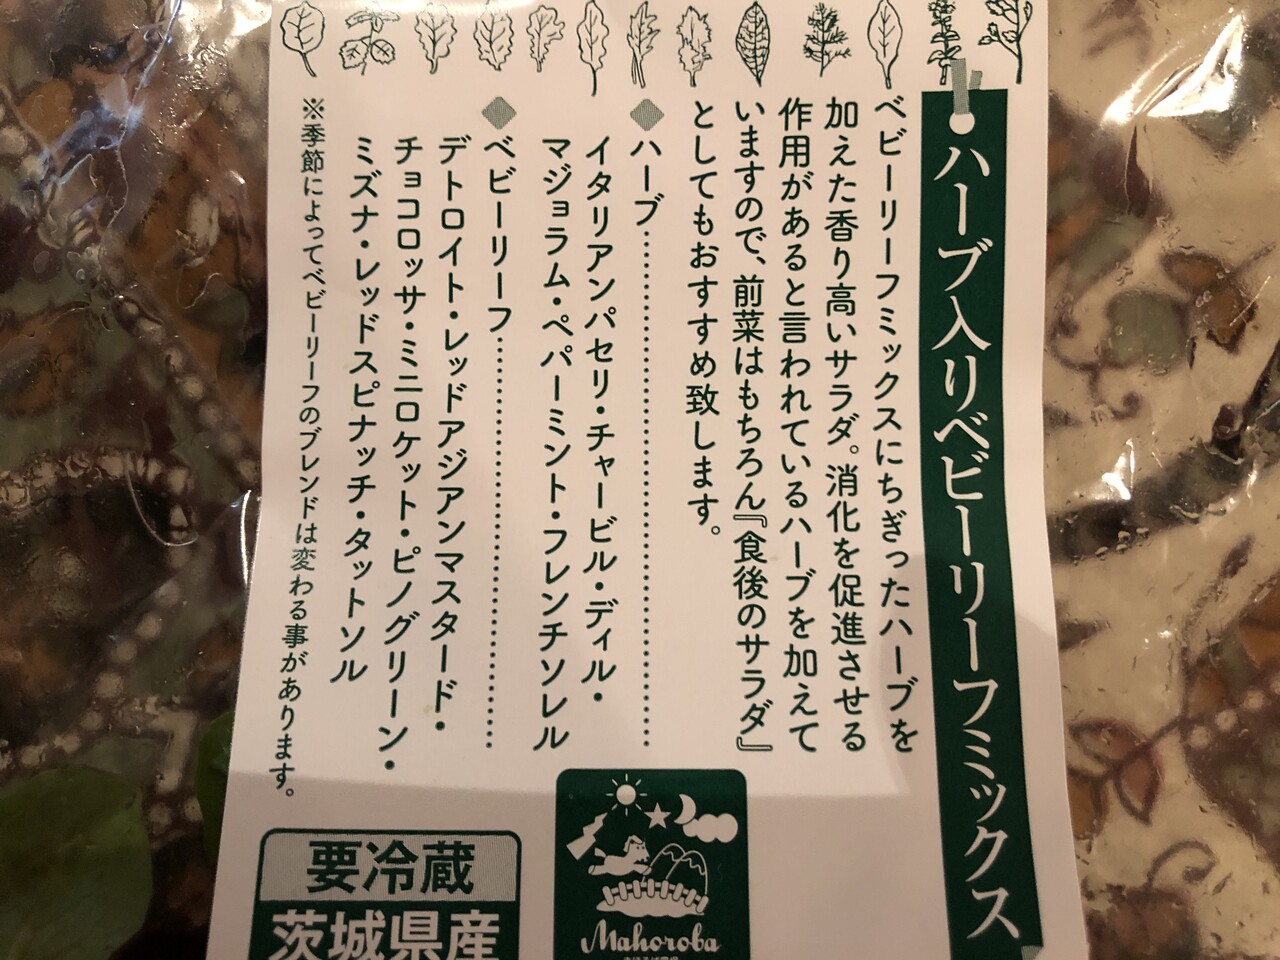 ハーブ入りベビーリーフミックス
ベビーリーフミックスにちぎったハーブを
加えた香り高いサラダ。消化を促進させる
作用があると言われているハーブを加えて
いますので、前菜はもちろん『食後のサラダ』
としてもおすすめ致します。
ハーブ
イタリアンパセリ・チャービル・ディル・
マジョラム・ペパーミント・フレンチソレル
ベビーリーフ
デトロイト・レッドアジアンマスタード・
チョコロッサ・ミニロケット・ピノグリーン・
ミズナ・レッドスピナッチ・タットソル
※季節によってベビーリーフのブレンドは変わる事があります。
Mahoroba
要冷蔵
茨城県産